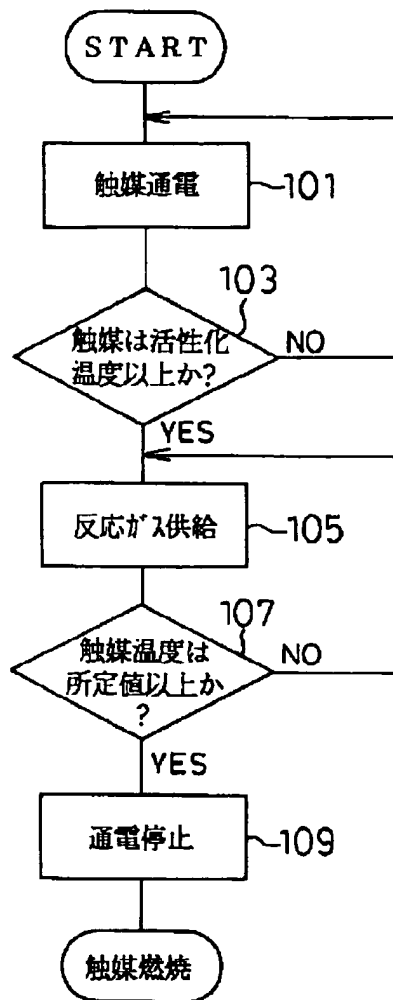 START
触媒通電
101
103
触媒は活性化
温度以上か?
NO
YES
反応ガス供給
105
107
触媒温度は
所定値以上か
?
NO
YES
通電停止
109
触媒燃焼